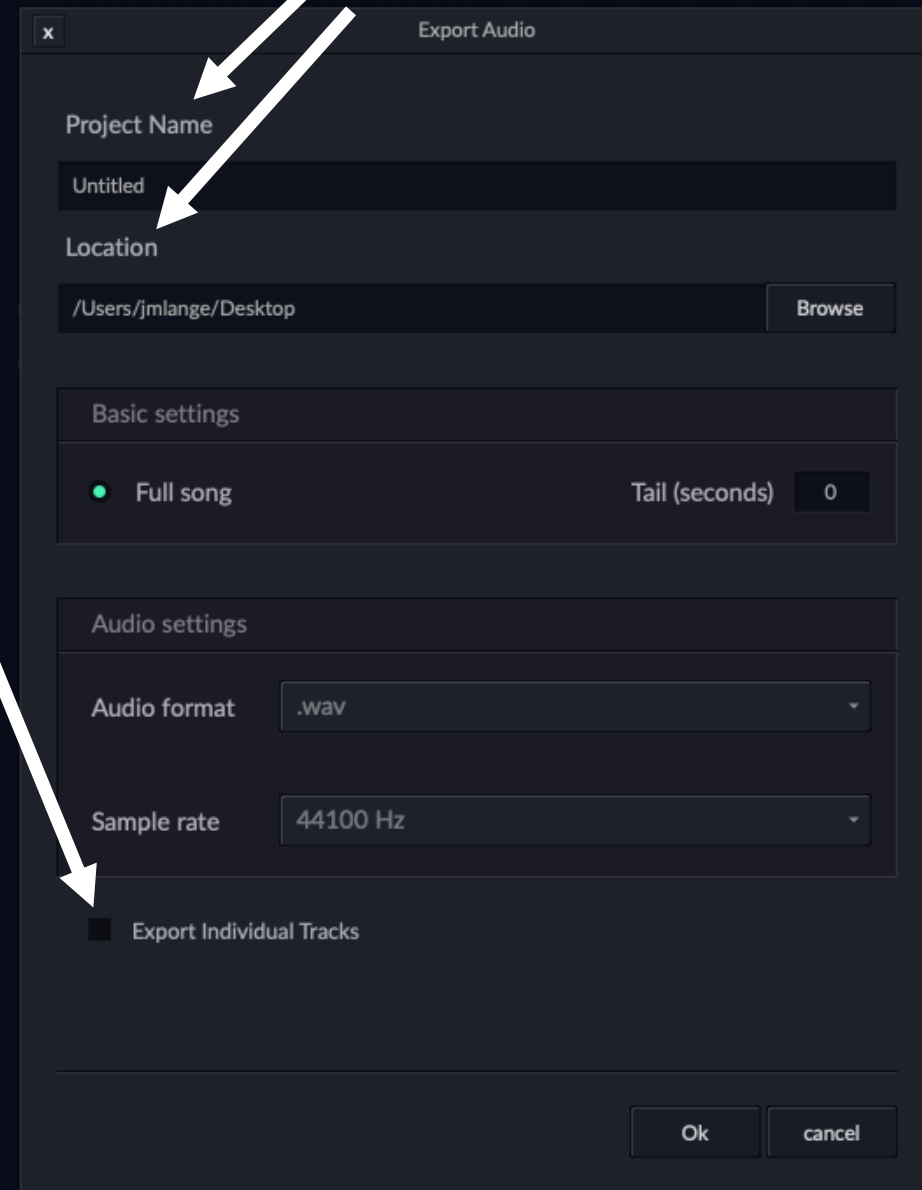 x Export Audio
Project Name
Untitled
Location
/Users/jmlange/Desktop Browse
Basic settings
Full song Tail (seconds) 0
Audio settings
Audio format .wav
Sample rate 44100 Hz
Export Individual Tracks
Ok cancel